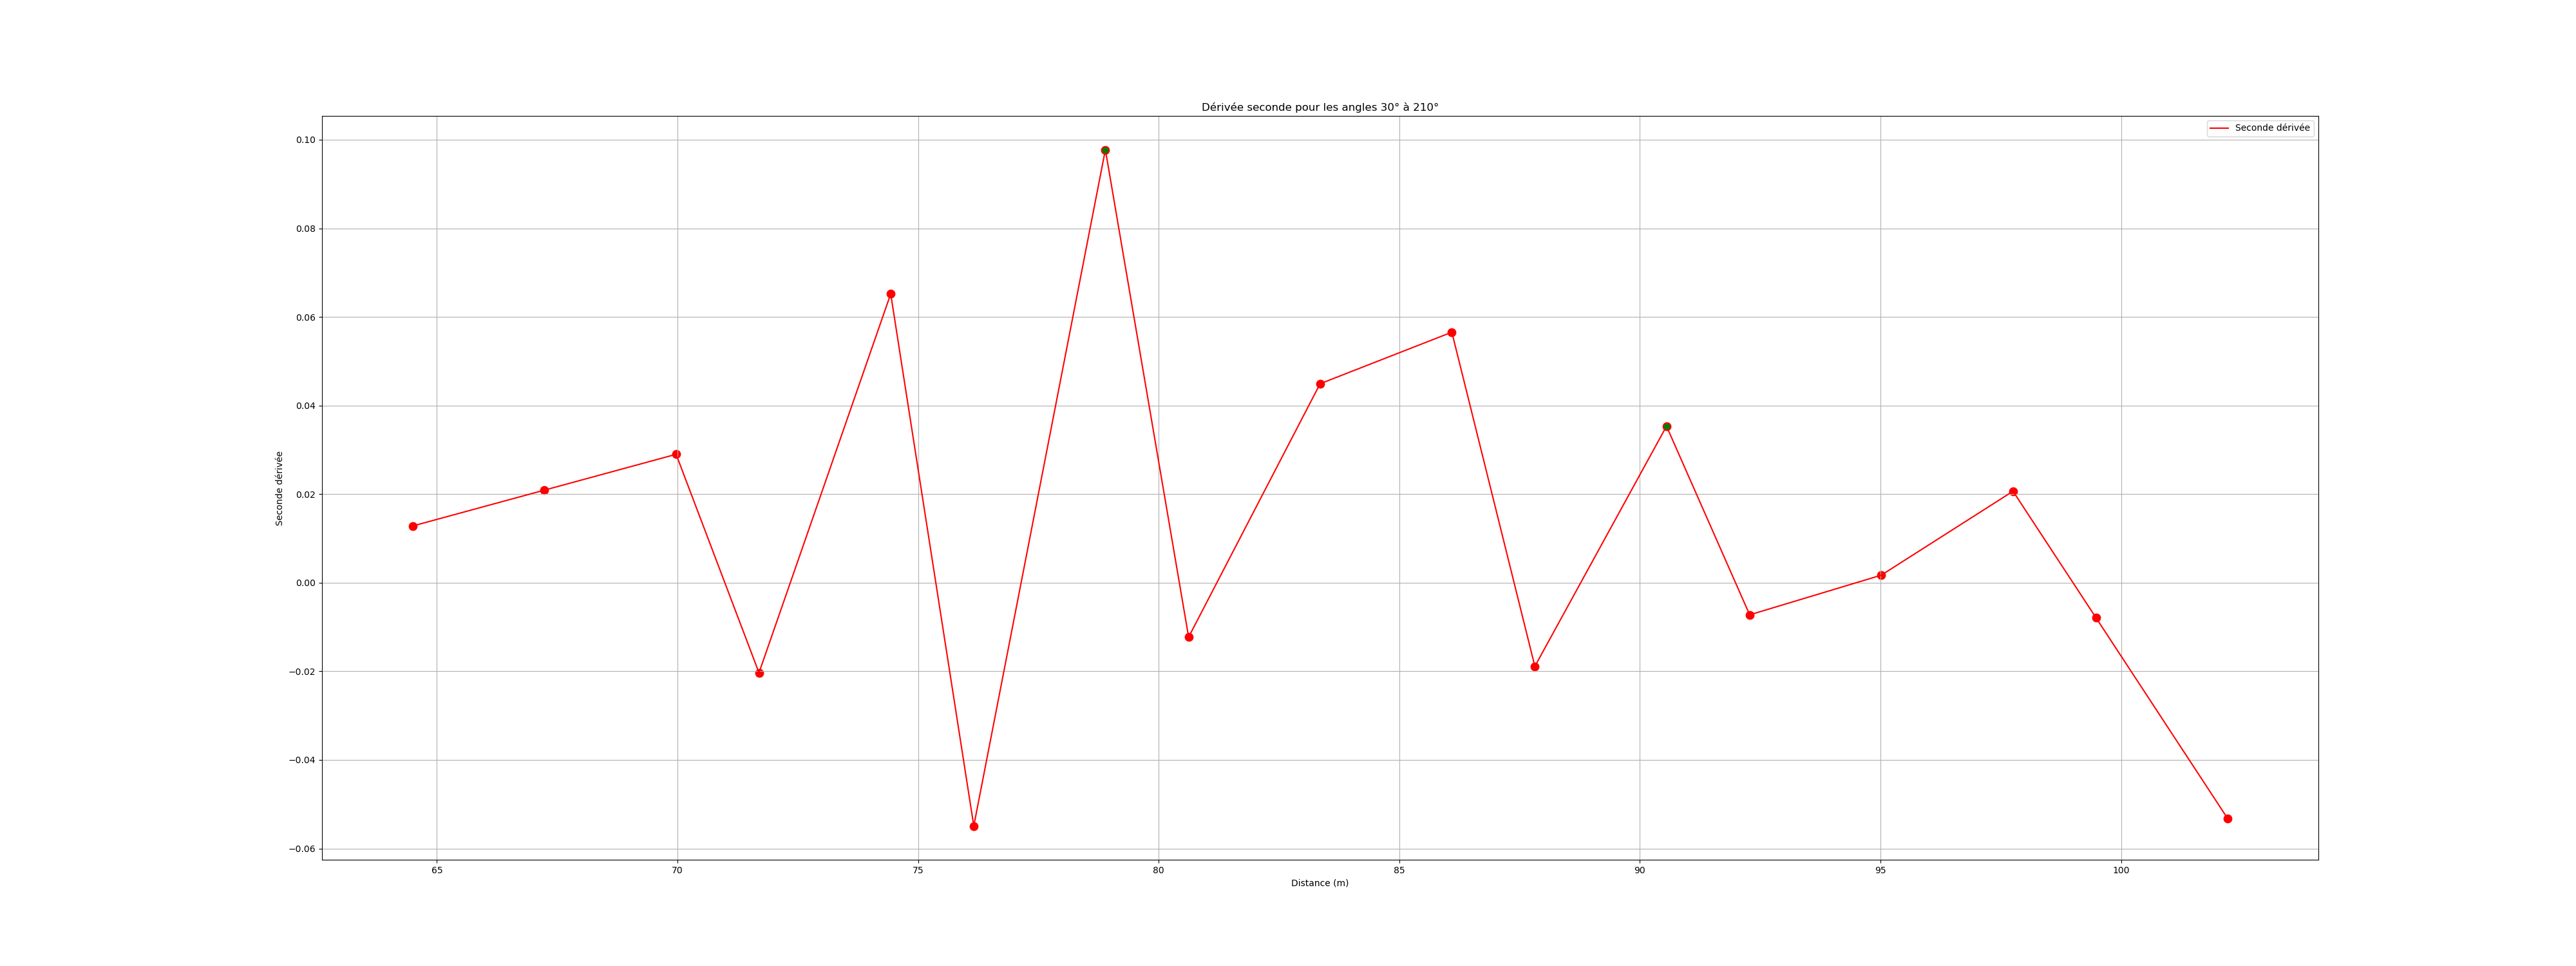 Dérivée seconde pour les angles 30° à 210°
Seconde dérivée
0.10
0.08
0.06
0.04
0.02
0.00
−0.02
−0.04
−0.06
Seconde dérivée
65 70 75 80 85 90 95 100
Distance (m)